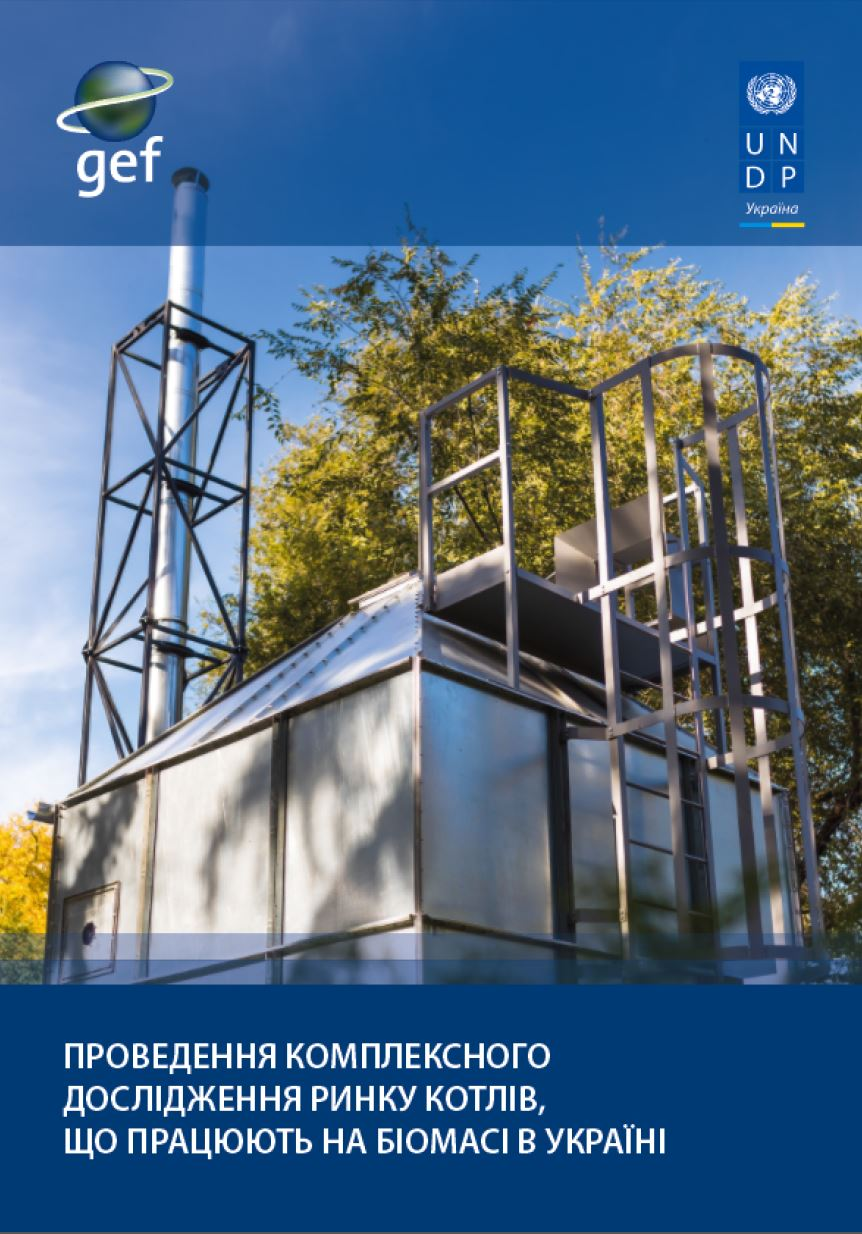 gef
U N
D P
Україна
ПРОВЕДЕННЯ КОМПЛЕКСНОГО
ДОСЛІДЖЕННЯ РИНКУ КОТЛІВ,
ЩО ПРАЦЮЮТЬ НА БІОМАСІ В УКРАЇНІ